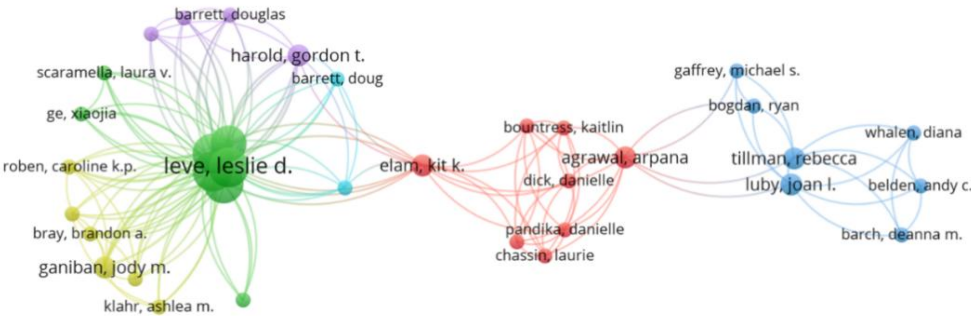 barrett, douglas
harold, gordon t.
barrett, doug
scaramella, laura v.
ge, xiaojia
roben, caroline k.p.
leve, leslie d.
bray, brandon a.
ganiban, jody m.
klahr, ashlea m.
elam, kit k.
bountress, kaitlin
agrawal, arpana
dick, danielle
pandika, danielle
chassin, laurie
gaffrey, michael s.
bogdan, ryan
whalen, diana
tillman, rebecca
luby, joan l.
belden, andy c.
barch, deanna m.